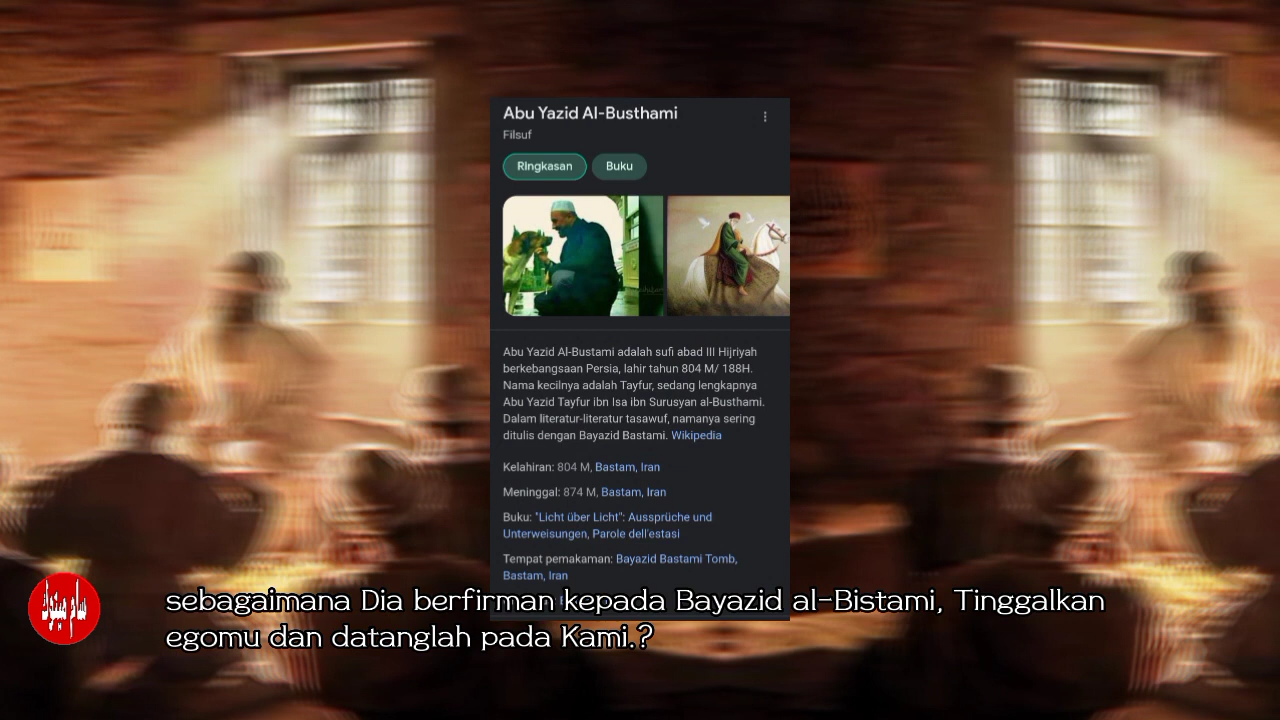 Abu Yazid Al-Busthami
Filsuf
Ringkasan
Buku
Abu Yazid Al-Bustami adalah sufi abad III Hijriyah
berkebangsaan Persia, lahir tahun 804 M/ 188H.
Nama kecilnya adalah Tayfur, sedang lengkapnya
Abu Yazid Tayfur ibn Isa ibn Surusyan al-Busthami.
Dalam literatur-literatur tasawuf, namanya sering
ditulis dengan Bayazid Bastami. Wikipedia
Kelahiran: 804 M, Bastam, Iran
Meninggal: 874 M, Bastam, Iran
Buku: "Licht über Licht": Aussprüche und
Unterweisungen, Parole dell'estasi
Tempat pemakaman: Bayazid Bastami Tomb,
Bastam, Iran
sebagaimana Dia berfirman kepada Bayazid al-Bistami, Tinggalkan
egomu dan datanglah pada Kami.?